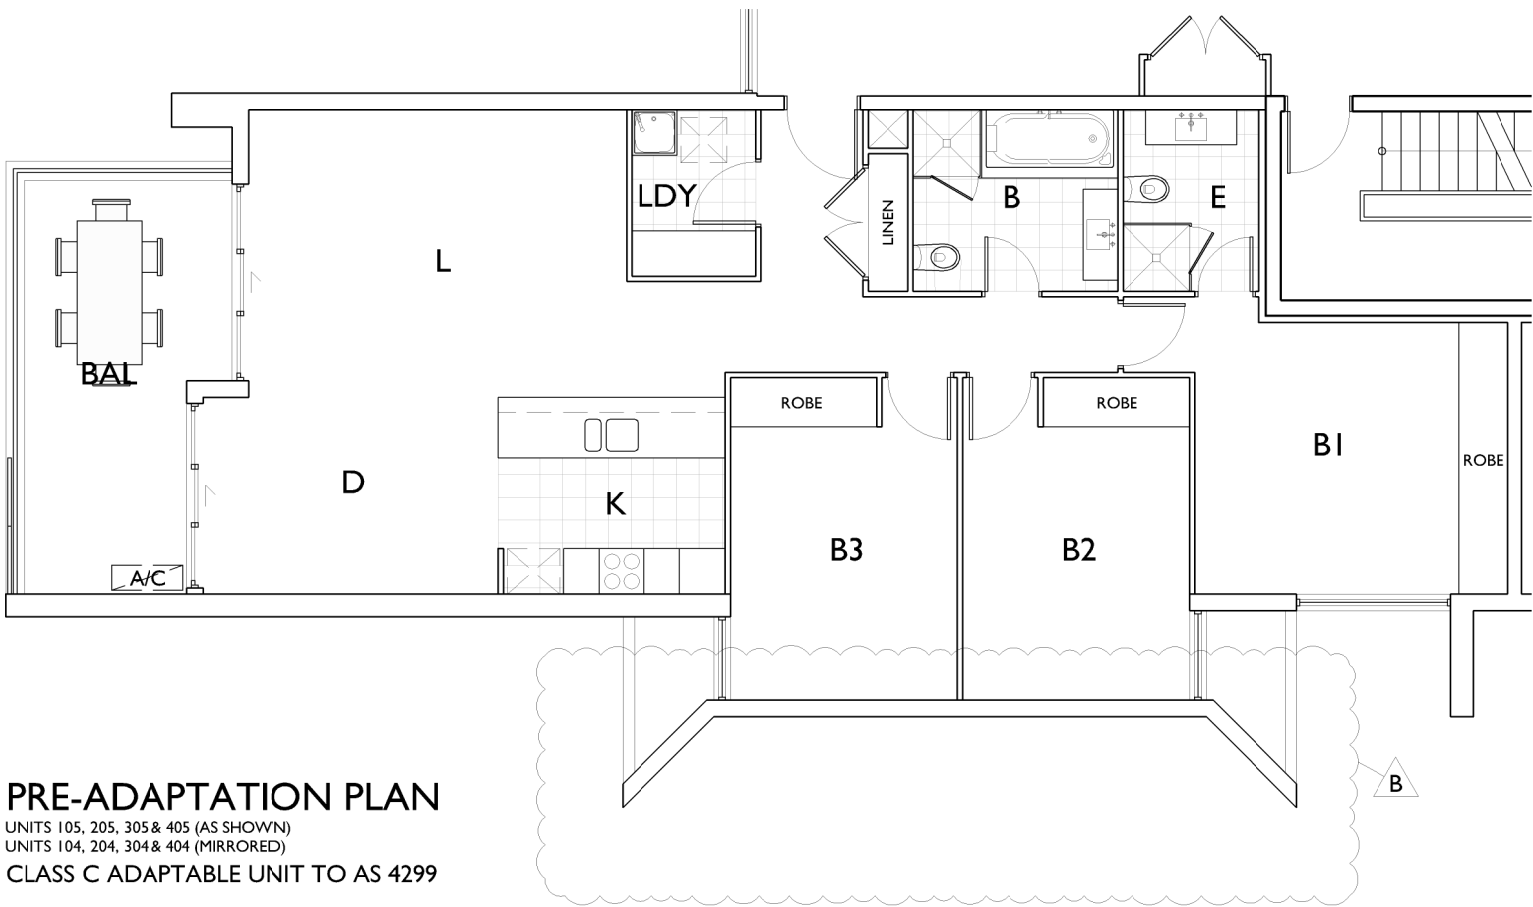 LDY
B
E
LINEN
L
BAL
ROBE
ROBE
B1
ROBE
D
K
B3
B2
A/C
B
PRE-ADAPTATION PLAN
UNITS 105, 205, 305& 405 (AS SHOWN)
UNITS 104, 204, 304& 404 (MIRRORED)
CLASS C ADAPTABLE UNIT TO AS 4299